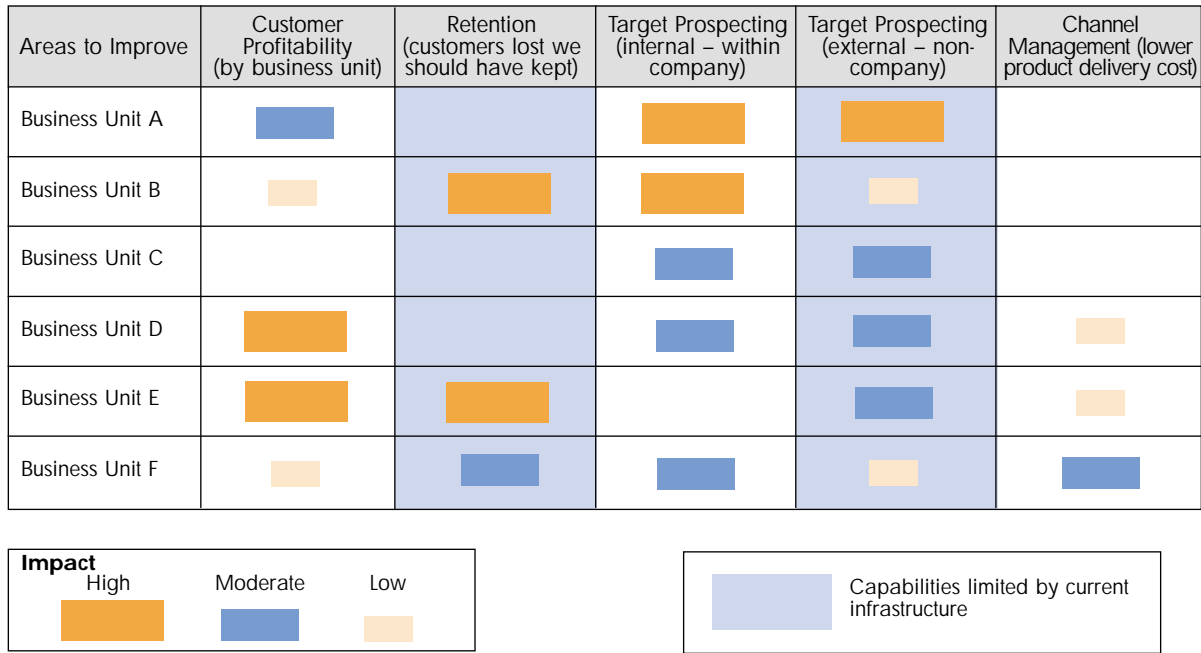 Areas to Improve
Customer
Profitability
(by business unit)
Retention
(customers lost we
should have kept)
Target Prospecting
(internal – within
company)
Target Prospecting
(external – non-
company)
Channel
Management (lower
product delivery cost)
Business Unit A
Business Unit B
Business Unit C
Business Unit D
Business Unit E
Business Unit F
Impact
High Moderate Low
Capabilities limited by current
infrastructure